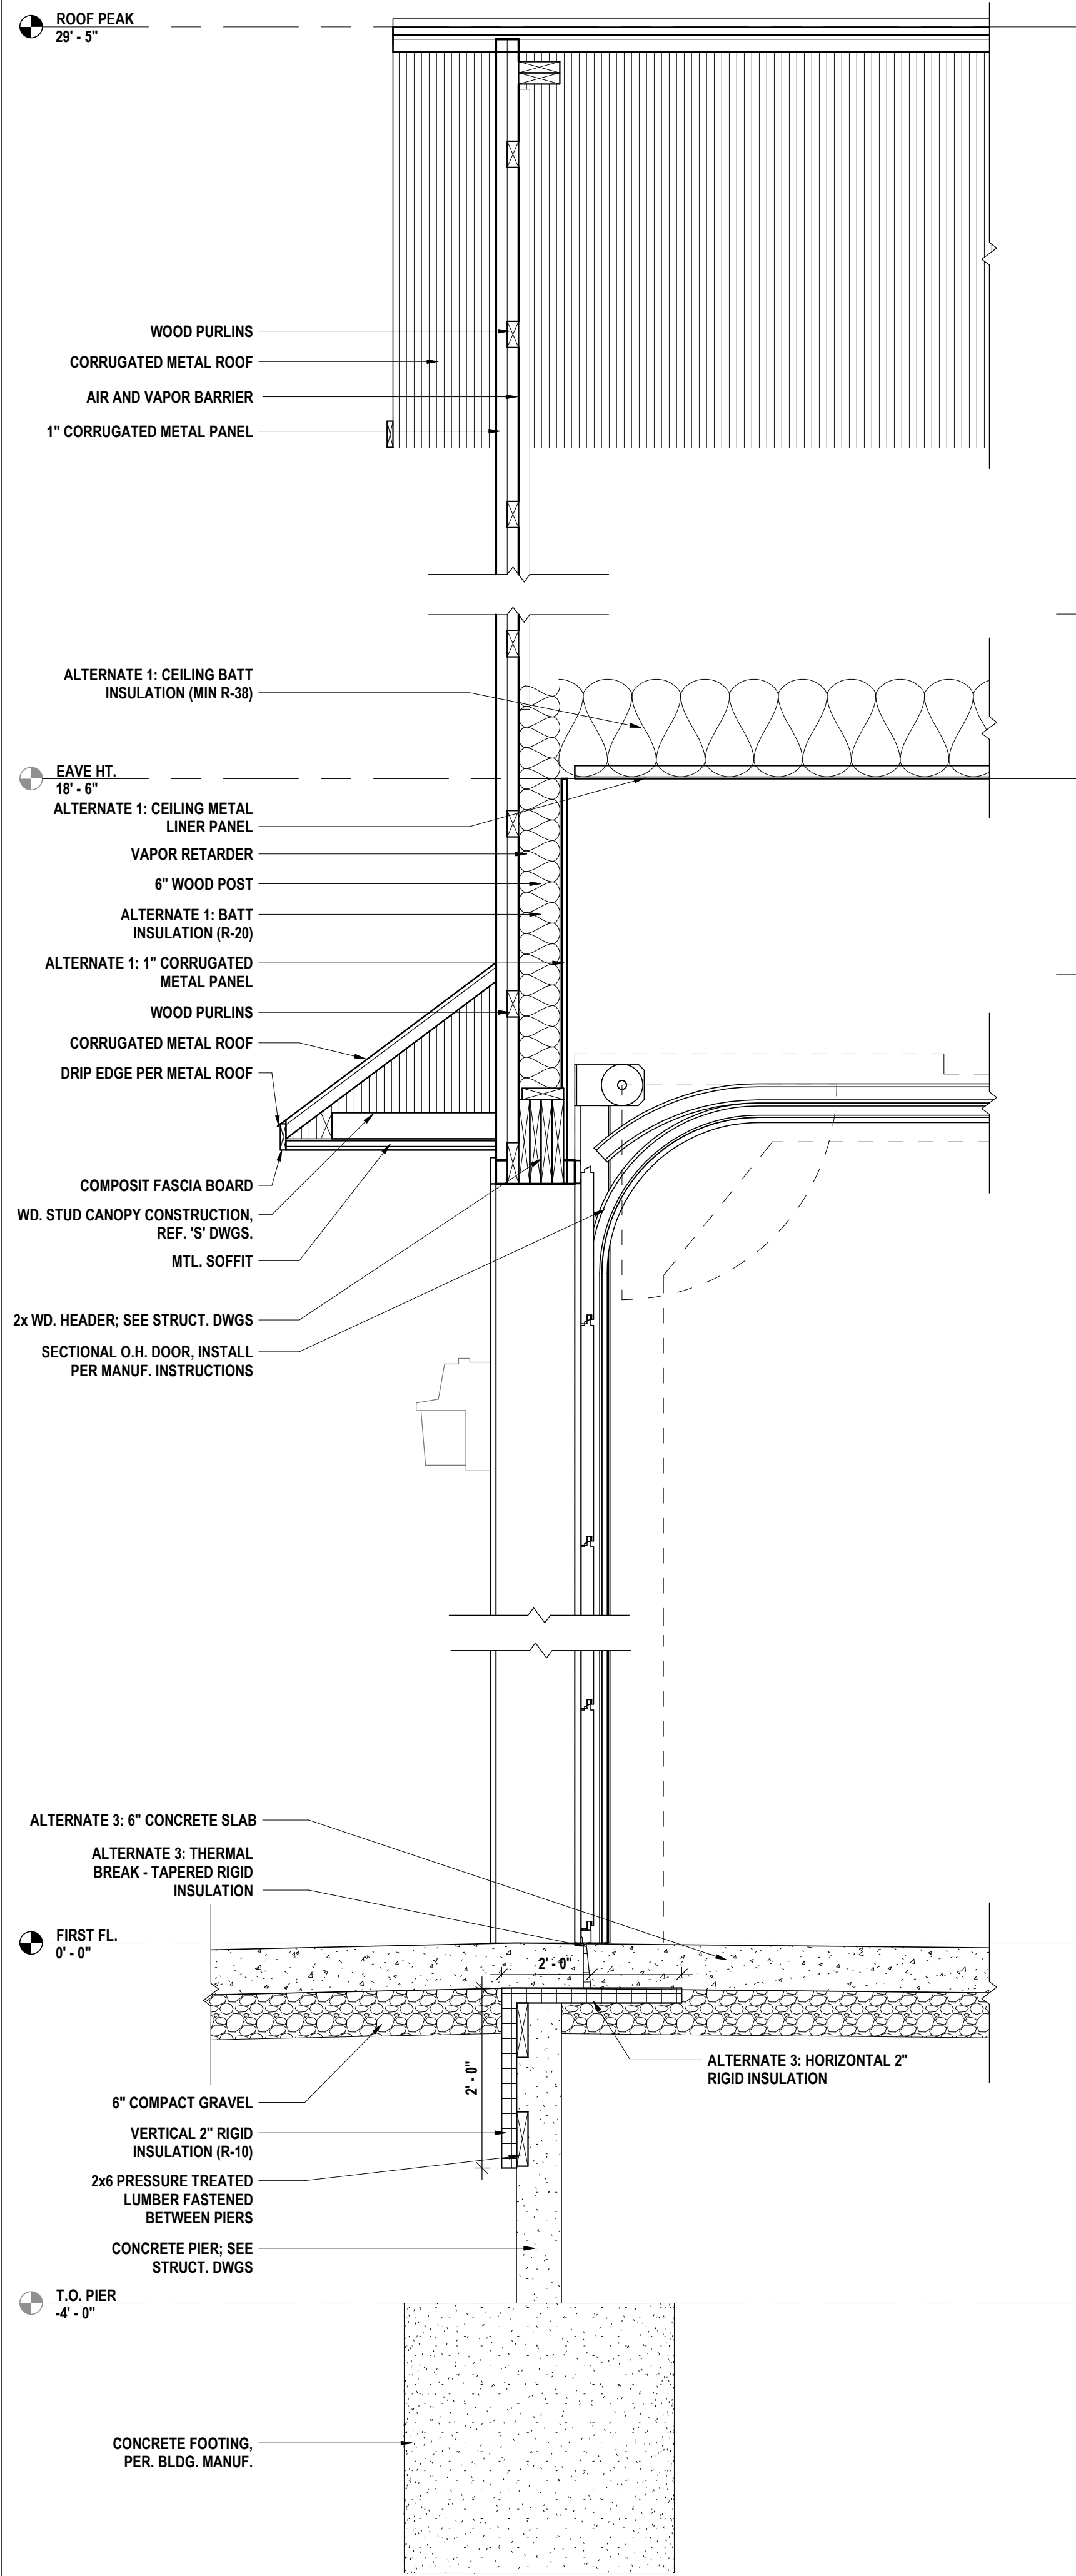 ROOF PEAK
29' - 5"
WOOD PURLINS
CORRUGATED METAL ROOF
AIR AND VAPOR BARRIER
1" CORRUGATED METAL PANEL
ALTERNATE 1: CEILING BATT
INSULATION (MIN R-38)
EAVE HT.
18' - 6"
ALTERNATE 1: CEILING METAL
LINER PANEL
VAPOR RETARDER
6" WOOD POST
ALTERNATE 1: BATT
INSULATION (R-20)
ALTERNATE 1: 1" CORRUGATED
METAL PANEL
WOOD PURLINS
CORRUGATED METAL ROOF
DRIP EDGE PER METAL ROOF
COMPOSIT FASCIA BOARD
WD. STUD CANOPY CONSTRUCTION,
REF. 'S' DWGS.
MTL. SOFFIT
2x WD. HEADER; SEE STRUCT. DWGS
SECTIONAL O.H. DOOR, INSTALL
PER MANUF. INSTRUCTIONS
ALTERNATE 3: 6" CONCRETE SLAB
ALTERNATE 3: THERMAL
BREAK - TAPERED RIGID
INSULATION
FIRST FL.
0' - 0"
2' - 0"
2' - 0"
ALTERNATE 3: HORIZONTAL 2"
RIGID INSULATION
6" COMPACT GRAVEL
VERTICAL 2" RIGID
INSULATION (R-10)
2x6 PRESSURE TREATED
LUMBER FASTENED
BETWEEN PIERS
CONCRETE PIER; SEE
STRUCT. DWGS
T.O. PIER
-4' - 0"
CONCRETE FOOTING,
PER. BLDG. MANUF.